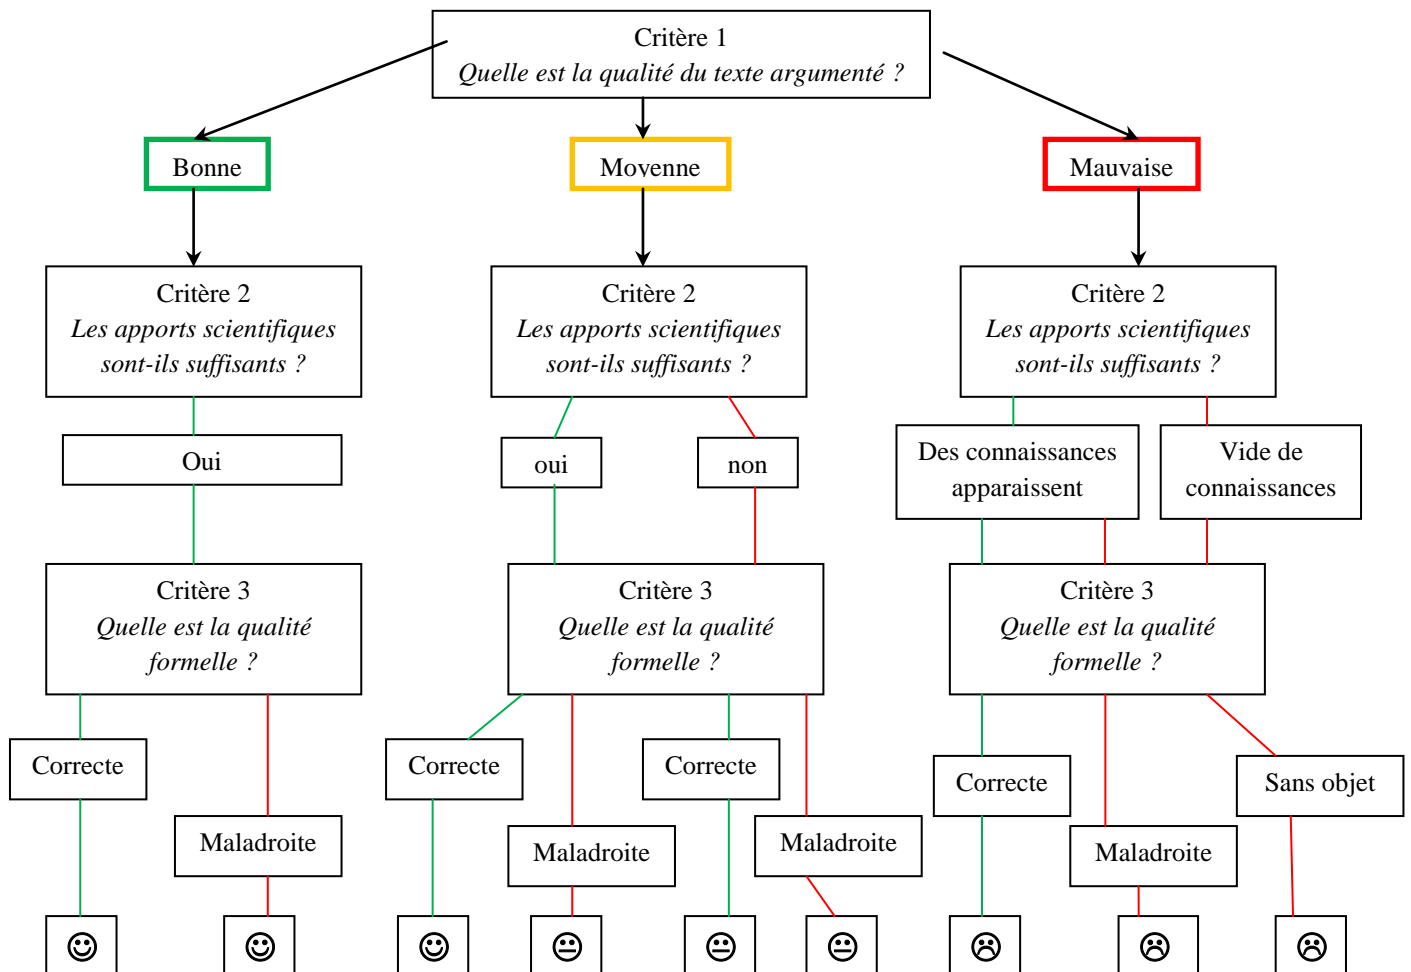 Critère 1
Quelle est la qualité du texte argumenté ?
Bonne
Movenne
Mauvaise
Critère 2
Les apports scientifiques
sont-ils suffisants ?
Critère 2
Les apports scientifiques
sont-ils suffisants ?
Critère 2
Les apports scientifiques
sont-ils suffisants ?
Oui
oui
non
Des connaissances
apparaissent
Vide de
connaissances
Critère 3
Quelle est la qualité
formelle ?
Critère 3
Quelle est la qualité
formelle ?
Critère 3
Quelle est la qualité
formelle ?
Correcte
Maladroite
Correcte
Maladroite
Correcte
Maladroite
Correcte
Maladroite
Sans objet